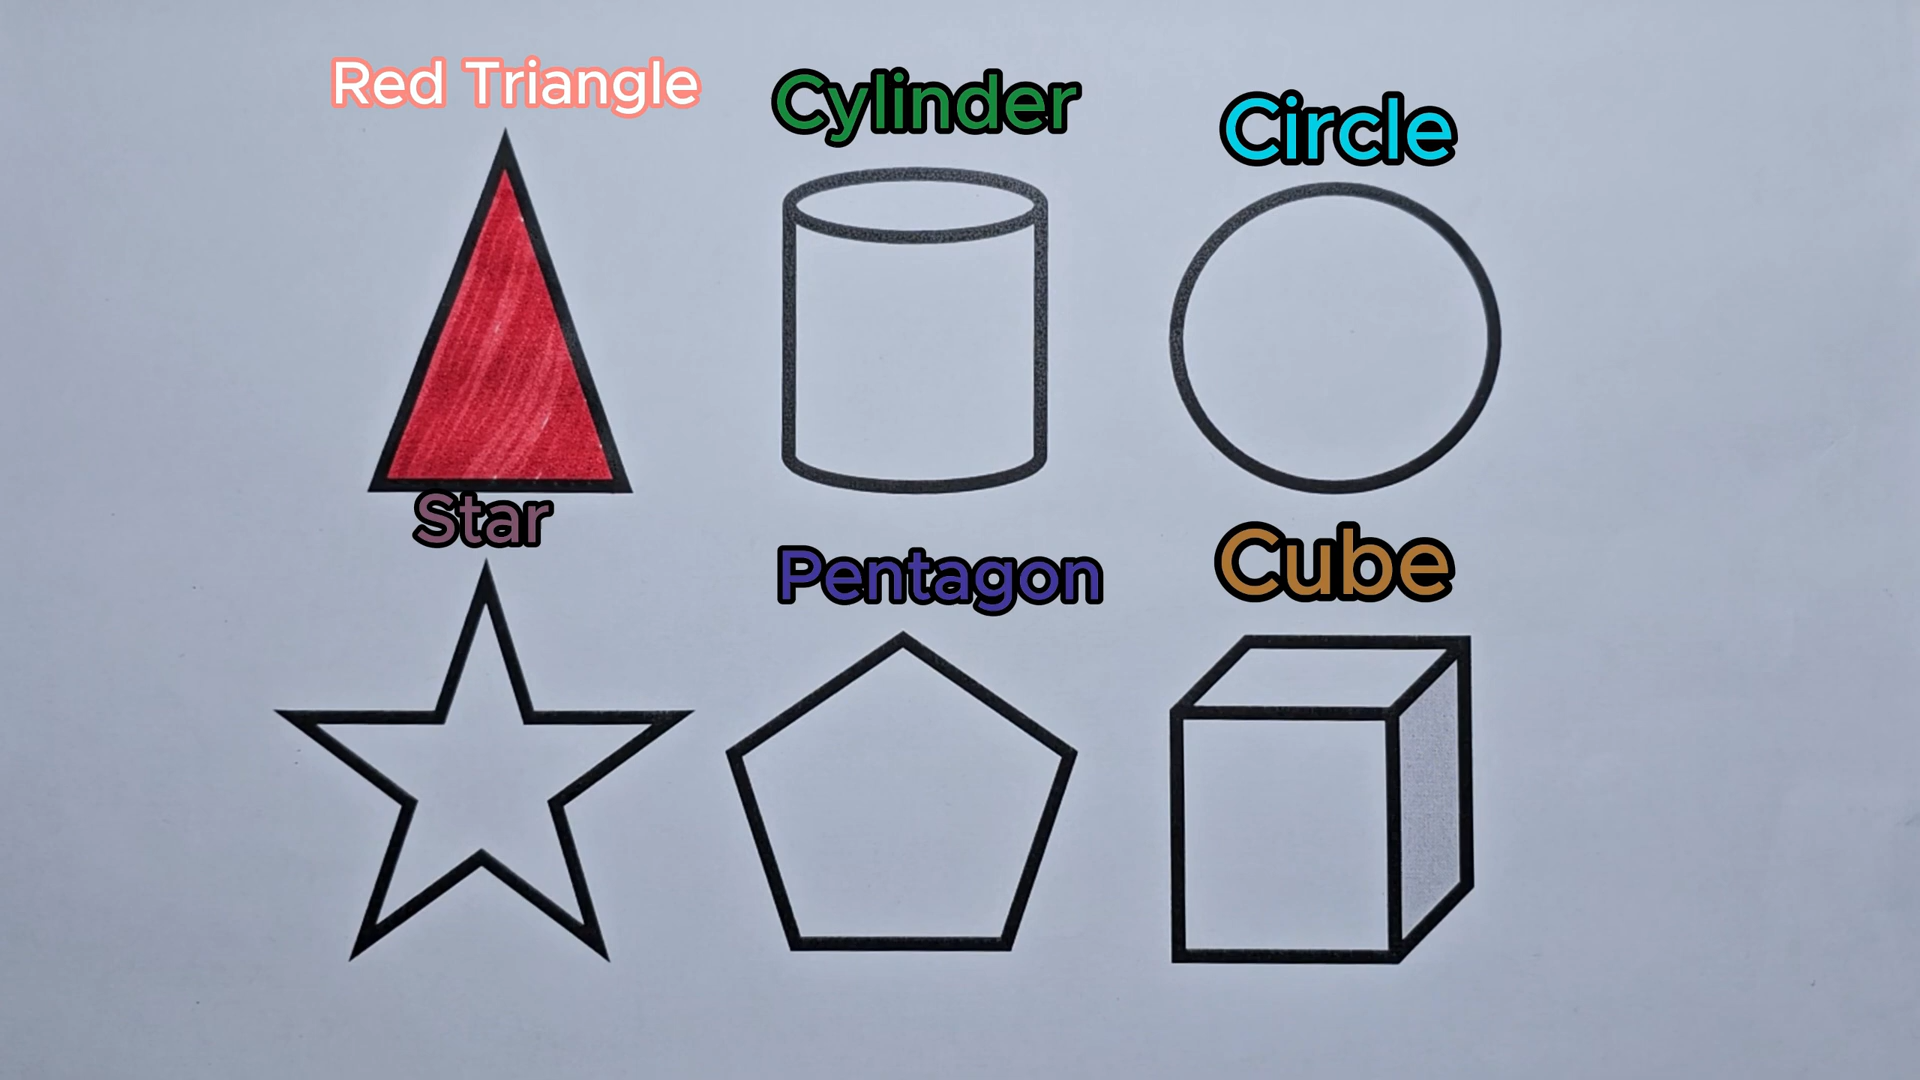 Red Triangle
Cylinder
Circle
Star
Pentagon
Cube